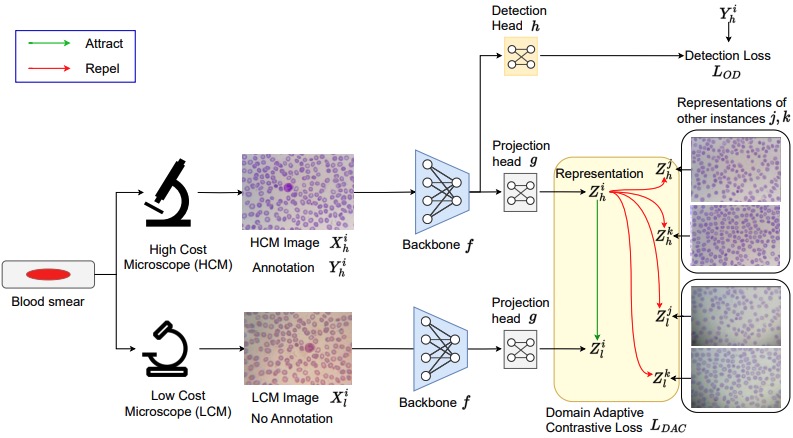 Attract
Repel
Detection
Head h
Y_h^i
Detection Loss
L_{OD}
Representations of
other instances j, k
Projection
head g
Representation
Z_h^i
Z_h^j
Z_h^k
Z_l^j
Z_l^k
Z_l^i
High Cost
Microscope (HCM)
HCM Image X_h^i
Annotation Y_h^i
Backbone f
Blood smear
Low Cost
Microscope (LCM)
LCM Image X_l^i
No Annotation
Backbone f
Projection
head g
Domain Adaptive
Contrastive Loss L_{DAC}